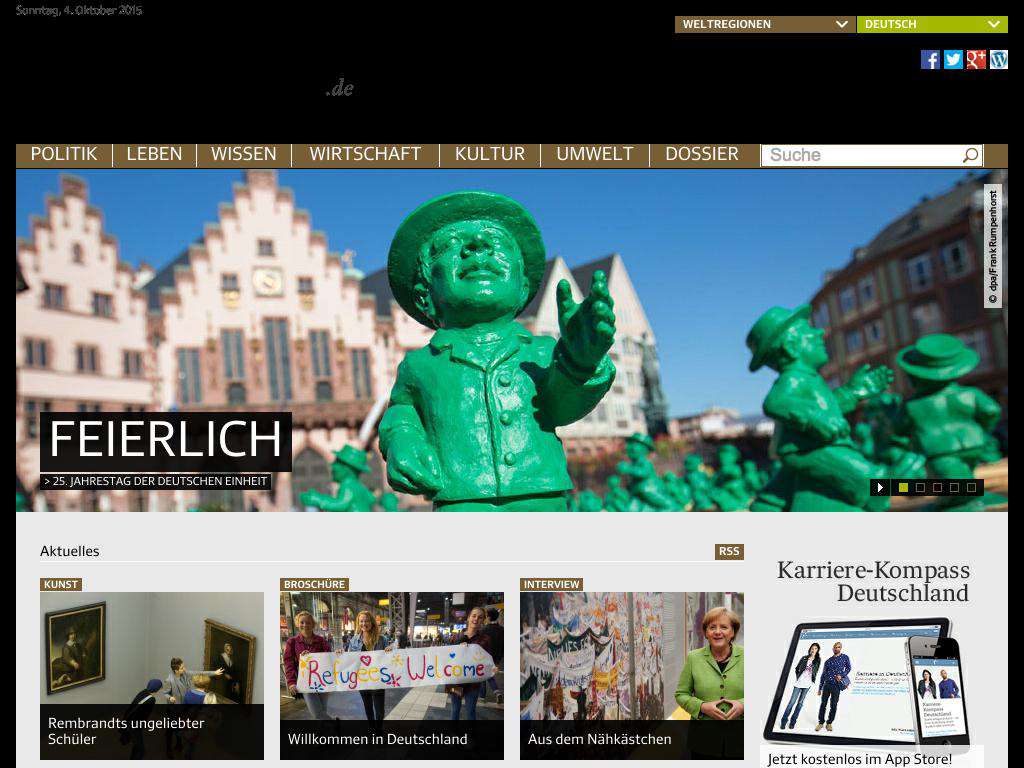 Sonntag, 4. Oktober 2015
WELTREGIONEN
DEUTSCH
.de
POLITIK
LEBEN
WISSEN
WIRTSCHAFT
KULTUR
UMWELT
DOSSIER
Suche
© dpa/Frank Rumpenhorst
FEIERLICH
> 25. JAHRESTAG DER DEUTSCHEN EINHEIT
Aktuelles
RSS
KUNST
Rembrandts ungeliebter
Schüler
BROSCHÜRE
Refugees Welcome
Willkommen in Deutschland
INTERVIEW
Aus dem Nähkästchen
Karriere-Kompass
Deutschland
Jetzt kostenlos im App Store!